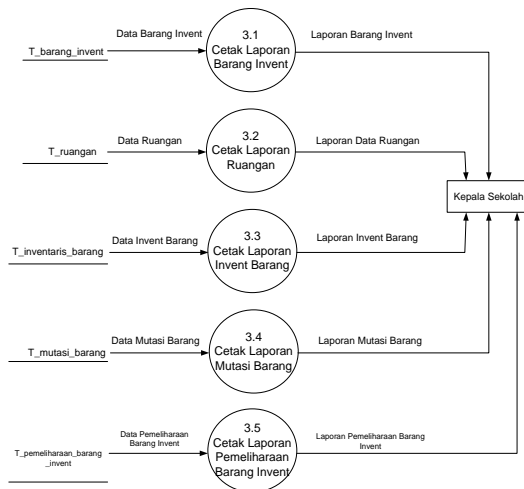 T_barang_invent
Data Barang Invent
3.1
Cetak Laporan
Barang Invent
Laporan Barang Invent
T_ruangan
Data Ruangan
3.2
Cetak Laporan
Ruangan
Laporan Data Ruangan
Kepala Sekolah
T_inventaris_barang
Data Invent Barang
3.3
Cetak Laporan
Invent Barang
Laporan Invent Barang
T_mutasi_barang
Data Mutasi Barang
3.4
Cetak Laporan
Mutasi Barang
Laporan Mutasi Barang
T_pemeliharaan_barang
_invent
Data Pemeliharaan
Barang Invent
3.5
Cetak Laporan
Pemeliharaan
Barang Invent
Laporan Pemeliharaan Barang
Invent